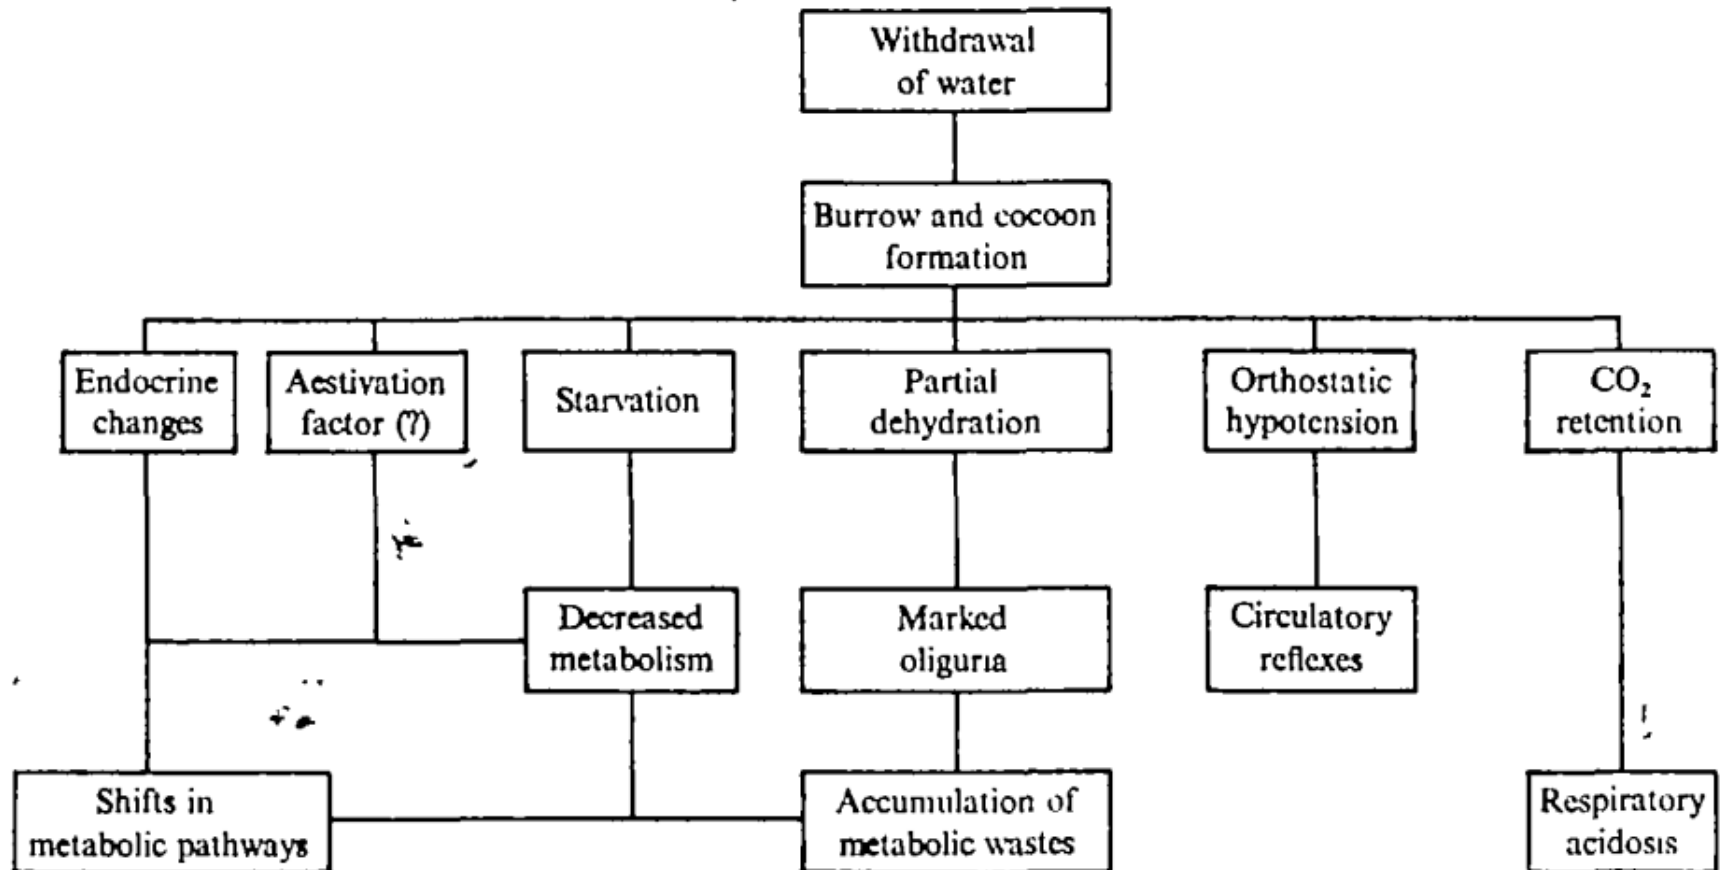 Withdrawal
of water
Burrow and cocoon
formation
Endocrine
changes
Aestivation
factor (?)
Starvation
Partial
dehydration
Orthostatic
hypotension
CO₂
retention
Decreased
metabolism
Marked
oliguria
Circulatory
reflexes
Shifts in
metabolic pathways
Accumulation of
metabolic wastes
Respiratory
acidosis